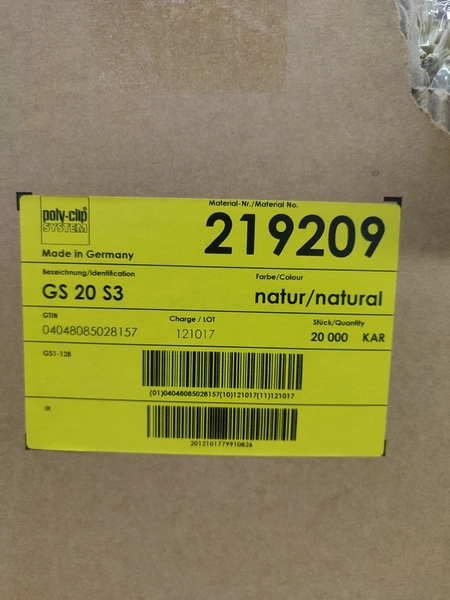 poly-clip
SYSTEM
Material-Nr./Material No.
219209
Made in Germany
Bezeichnung/Identification
Farbe/Colour
GS 20 S3
natur/natural
GTIN
Charge / LOT
Stück/Quantity
04048085028157
121017
20 000 KAR
GS1-128
(01)04048085028157(10)121017(11)121017
2012101779910826